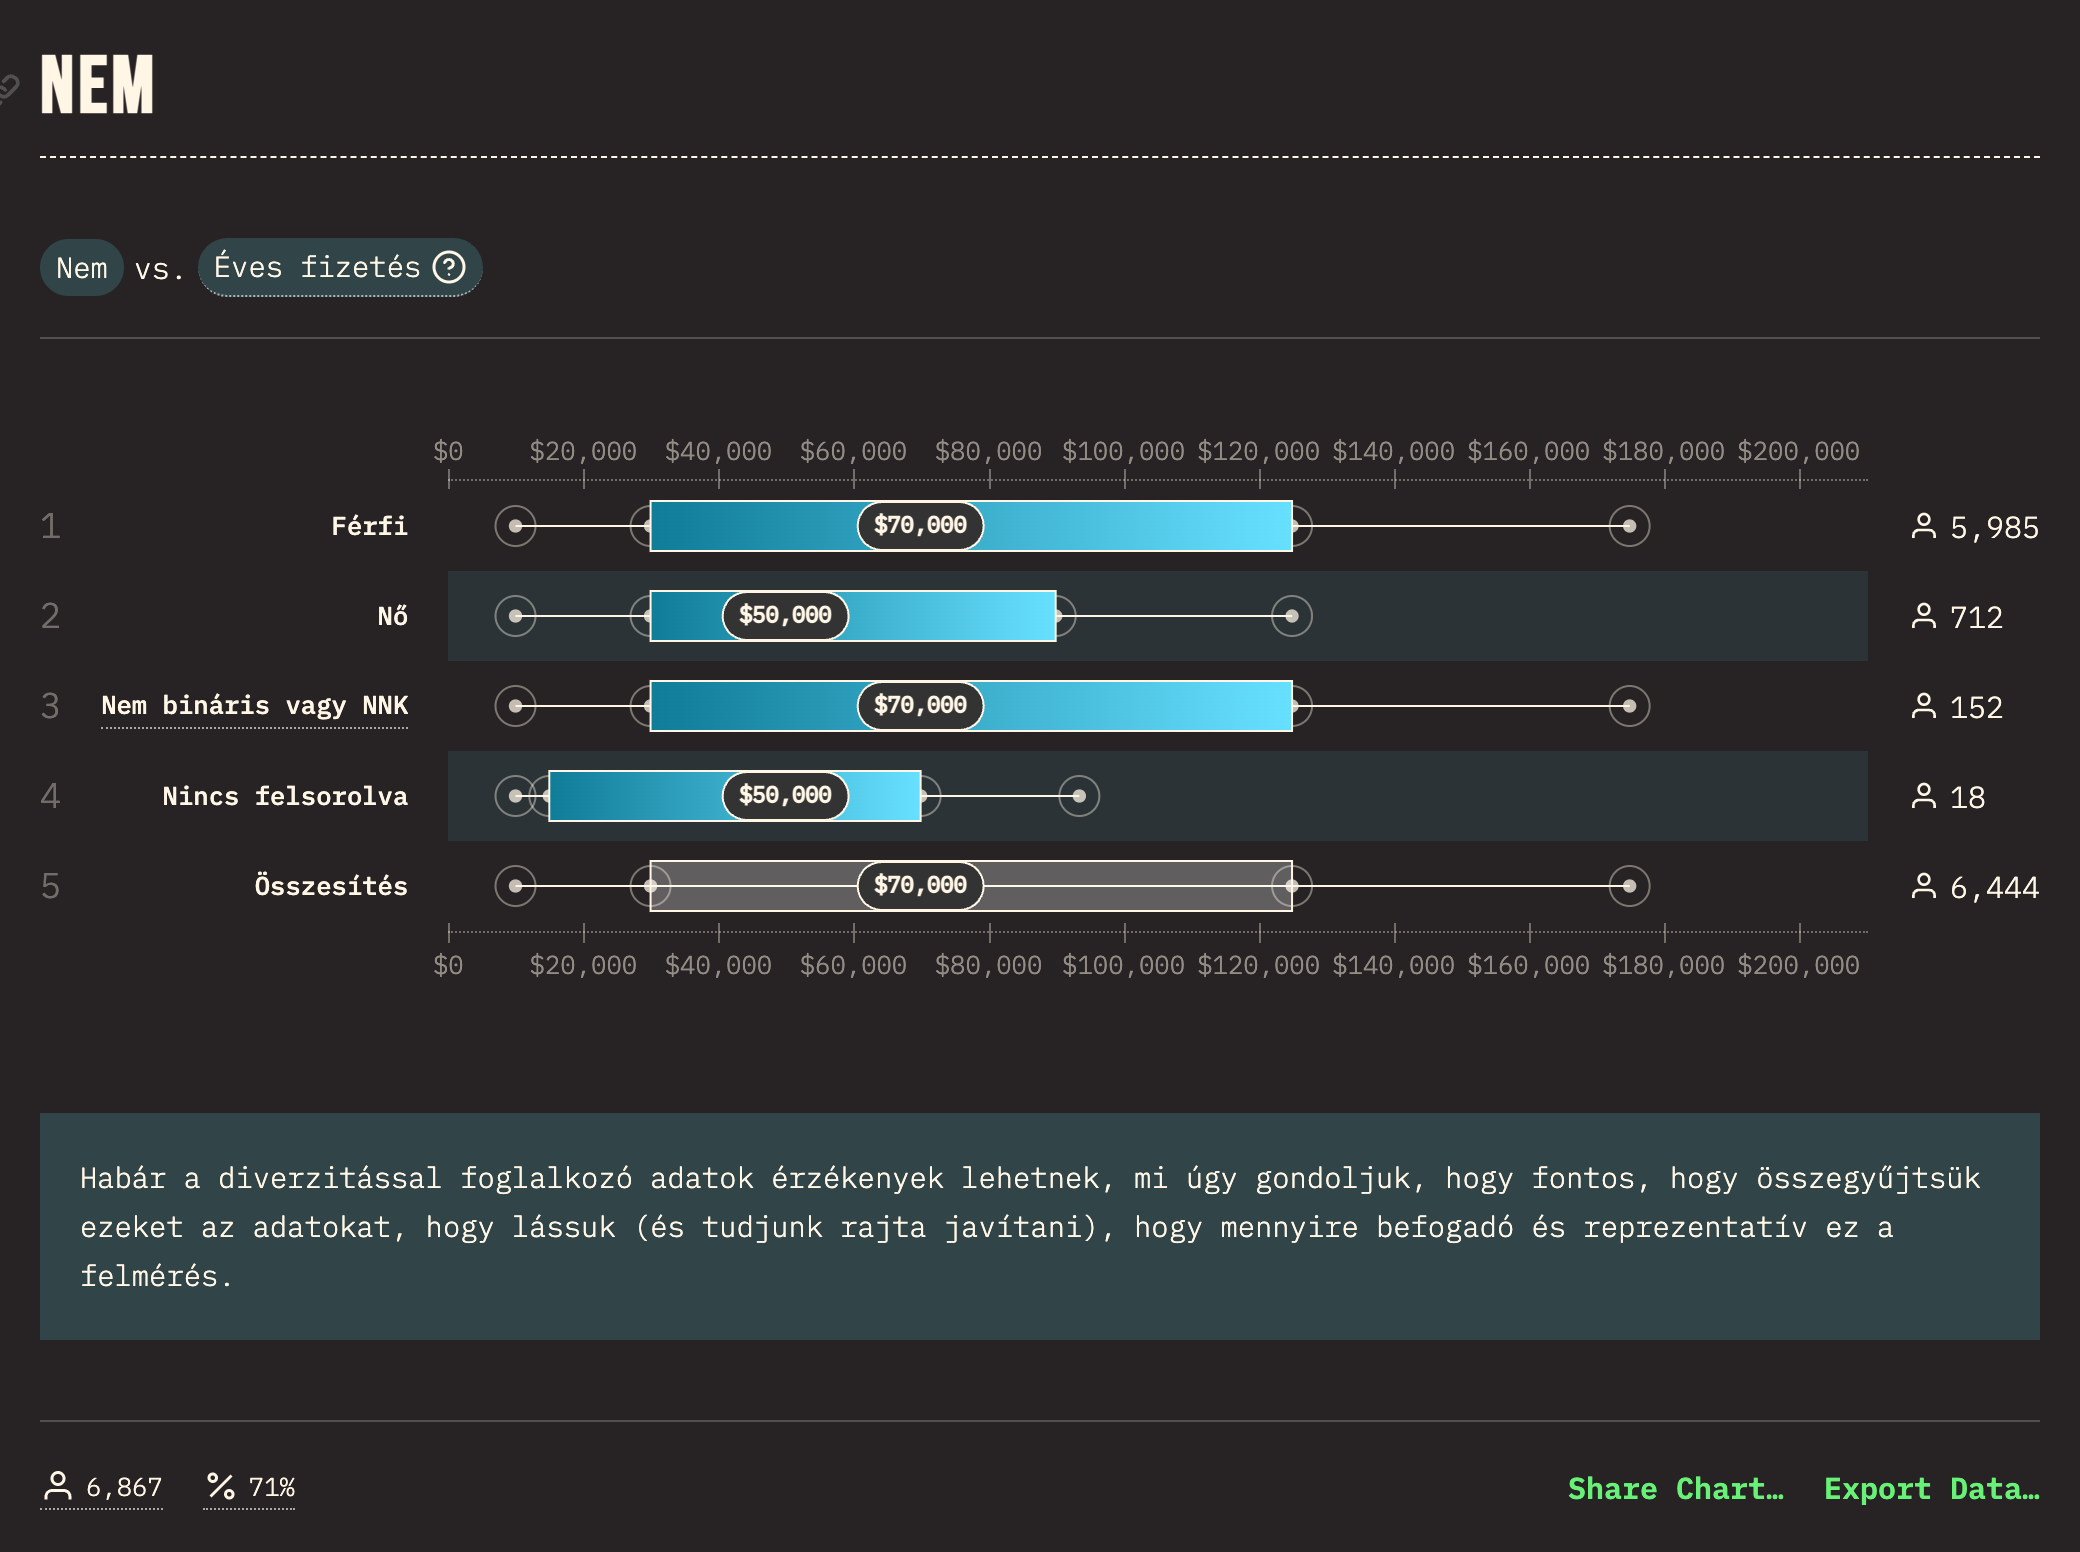 NEM
Nem vs. Éves fizetés ?
$0 $20,000 $40,000 $60,000 $80,000 $100,000 $120,000 $140,000 $160,000 $180,000 $200,000
1 Férfi $70,000 5,985
2 Nő $50,000 712
3 Nem bináris vagy NNK $70,000 152
4 Nincs felsorolva $50,000 18
5 Összesítés $70,000 6,444
$0 $20,000 $40,000 $60,000 $80,000 $100,000 $120,000 $140,000 $160,000 $180,000 $200,000
Habár a diverzitással foglalkozó adatok érzékenyek lehetnek, mi úgy gondoljuk, hogy fontos, hogy összegyűjtsük
ezeket az adatokat, hogy lássuk (és tudjunk rajta javítani), hogy mennyire befogadó és reprezentatív ez a
felmérés.
6,867 % 71% Share Chart… Export Data…